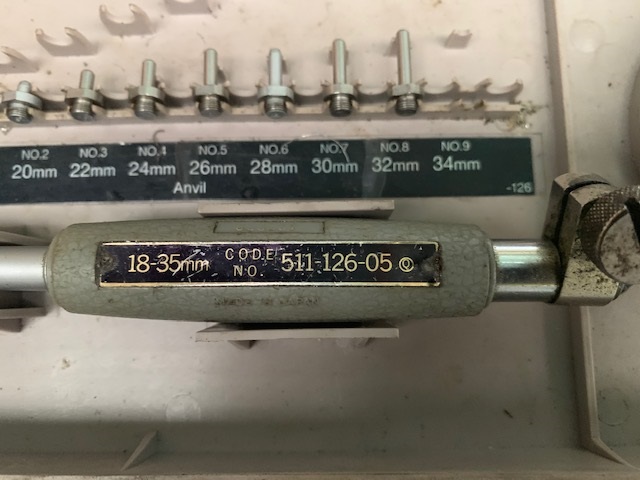 NO.2 NO.3 NO.4 NO.5 NO.6 NO.7 NO.8 NO.9
20mm 22mm 24mm 26mm 28mm 30mm 32mm 34mm
Anvil -126
18-35mm CODE NO. 511-126-05 Q